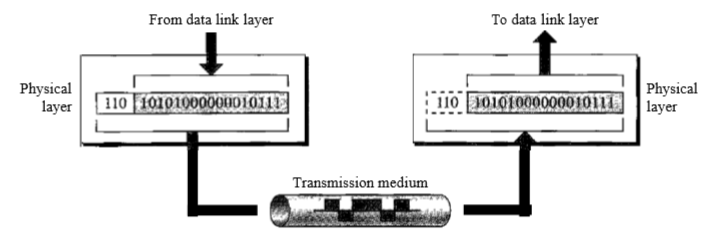 From data link layer
To data link layer
Physical
layer
110 10101000000010111
110 10101000000010111
Physical
layer
Transmission medium